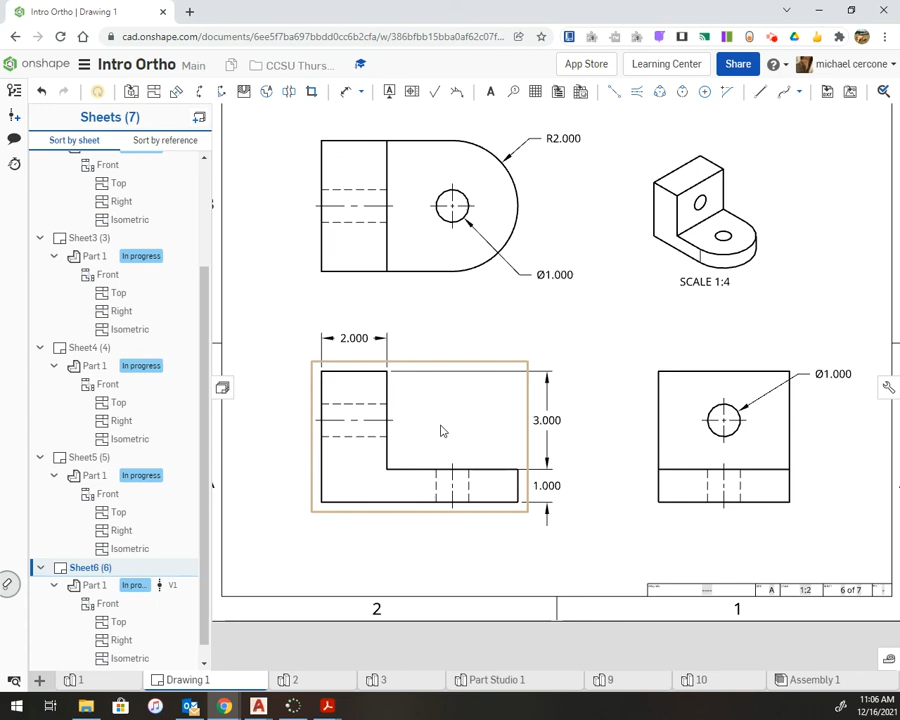 Intro Ortho | Drawing 1
cad.onshape.com/documents/6ee5f7ba697bbdd0cc6b2cfa/w/386bfbb15bba0af62c07f...
onshape
Intro Ortho
Main
CCSU Thurs...
App Store
Learning Center
Share
michael cercone
Sheets (7)
Sort by sheet
Sort by reference
Front
Top
Right
Isometric
Sheet3 (3)
Part 1
In progress
Front
Top
Right
Isometric
Sheet4 (4)
Part 1
In progress
Front
Top
Right
Isometric
Sheet5 (5)
Part 1
In progress
Front
Top
Right
Isometric
Sheet6 (6)
Part 1
In pro...
V1
Front
Top
Right
Isometric
R2.000
Ø1.000
SCALE 1:4
2.000
3.000
1.000
Ø1.000
A
1:2
6 of 7
2
1
1
Drawing 1
2
3
Part Studio 1
9
10
Assembly 1
11:06 AM
12/16/2021